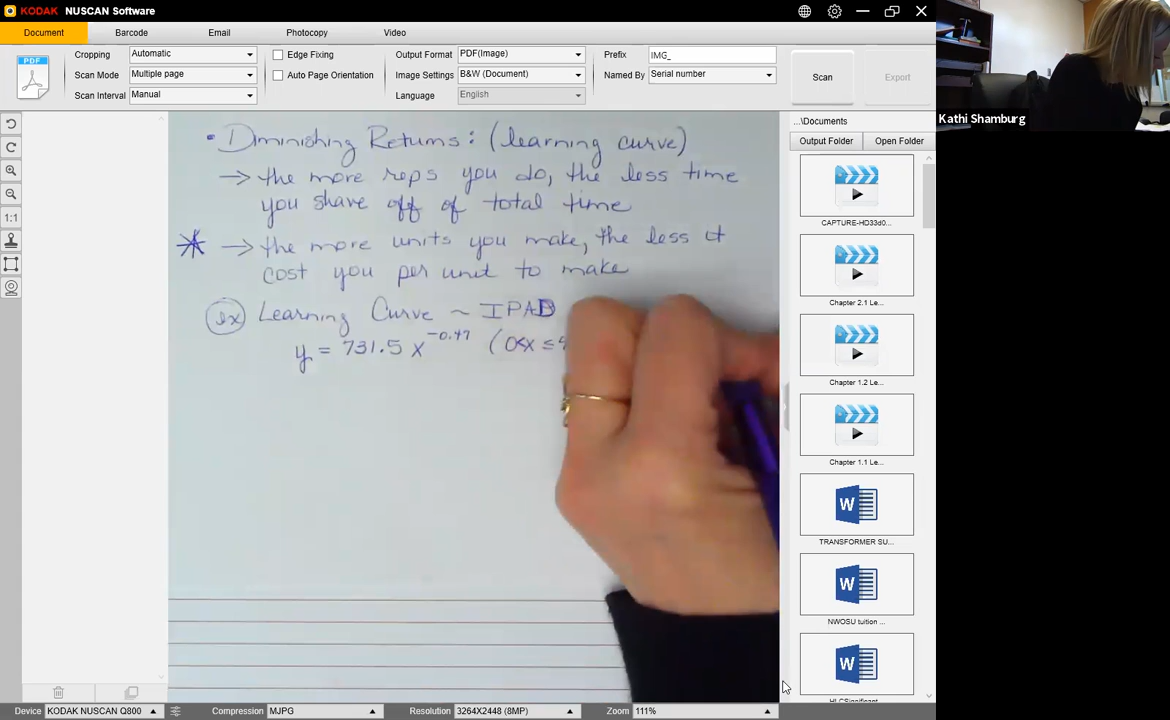 KODAK NUSCAN Software
Document Barcode Email Photocopy Video
PDF
Cropping Automatic
Scan Mode Multiple page
Scan Interval Manual
Edge Fixing
Auto Page Orientation
Output Format PDF(Image)
Image Settings B&W (Document)
Language English
Prefix IMG_
Named By Serial number
Scan
Export
Kathi Shamburg
1:1
• Diminishing Returns: (learning curve)
→ the more reps you do, the less time
you shave off of total time
→ the more units you make, the less it
cost you per unit to make
ex Learning Curve ~ IPAD
y = 731.5 x^-0.47 (0<x≤
...\Documents
Output Folder Open Folder
CAPTURE-HD33d0...
Chapter 2.1 Le...
Chapter 1.2 Le...
Chapter 1.1 Le...
W
TRANSFORMER SU...
W
NWOSU tuition ...
W
HLCSignificant
Device KODAK NUSCAN Q800 Compression MJPG Resolution 3264X2448 (8MP) Zoom 111%